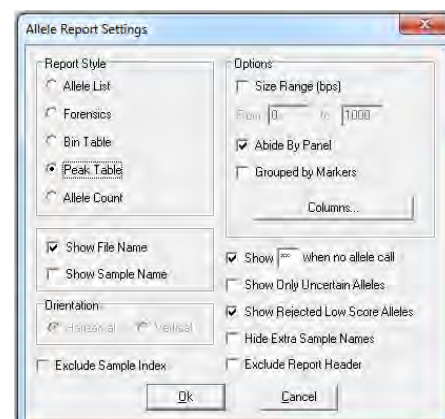 Allele Report Settings
Report Style
Allele List
Forensics
Bin Table
Peak Table
Allele Count
Show File Name
Show Sample Name
Orientation
Horizontal Vertical
Exclude Sample Index
Options
Size Range (bps)
From 0 to 1000
Abide By Panel
Grouped by Markers
Columns...
Show when no allele call
Show Only Uncertain Alleles
Show Rejected Low Score Alleles
Hide Extra Sample Names
Exclude Report Header
Ok Cancel